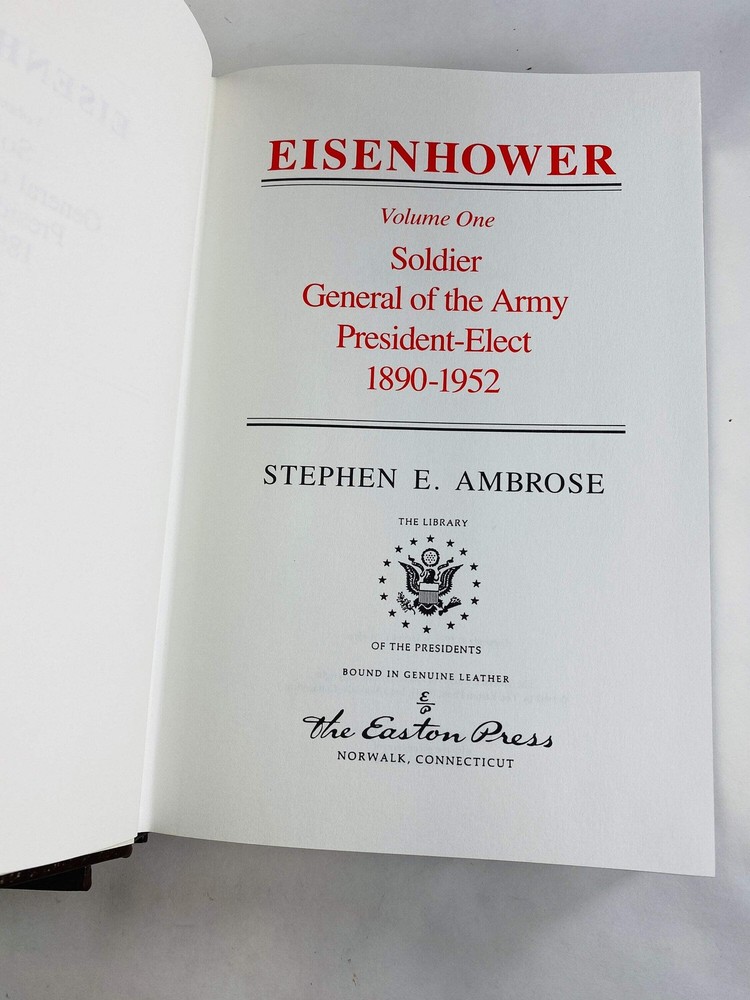 EISENHOWER
Volume One
Soldier
General of the Army
President-Elect
1890-1952
STEPHEN E. AMBROSE
THE LIBRARY
OF THE PRESIDENTS
BOUND IN GENUINE LEATHER
E
P
The Easton Press
NORWALK, CONNECTICUT